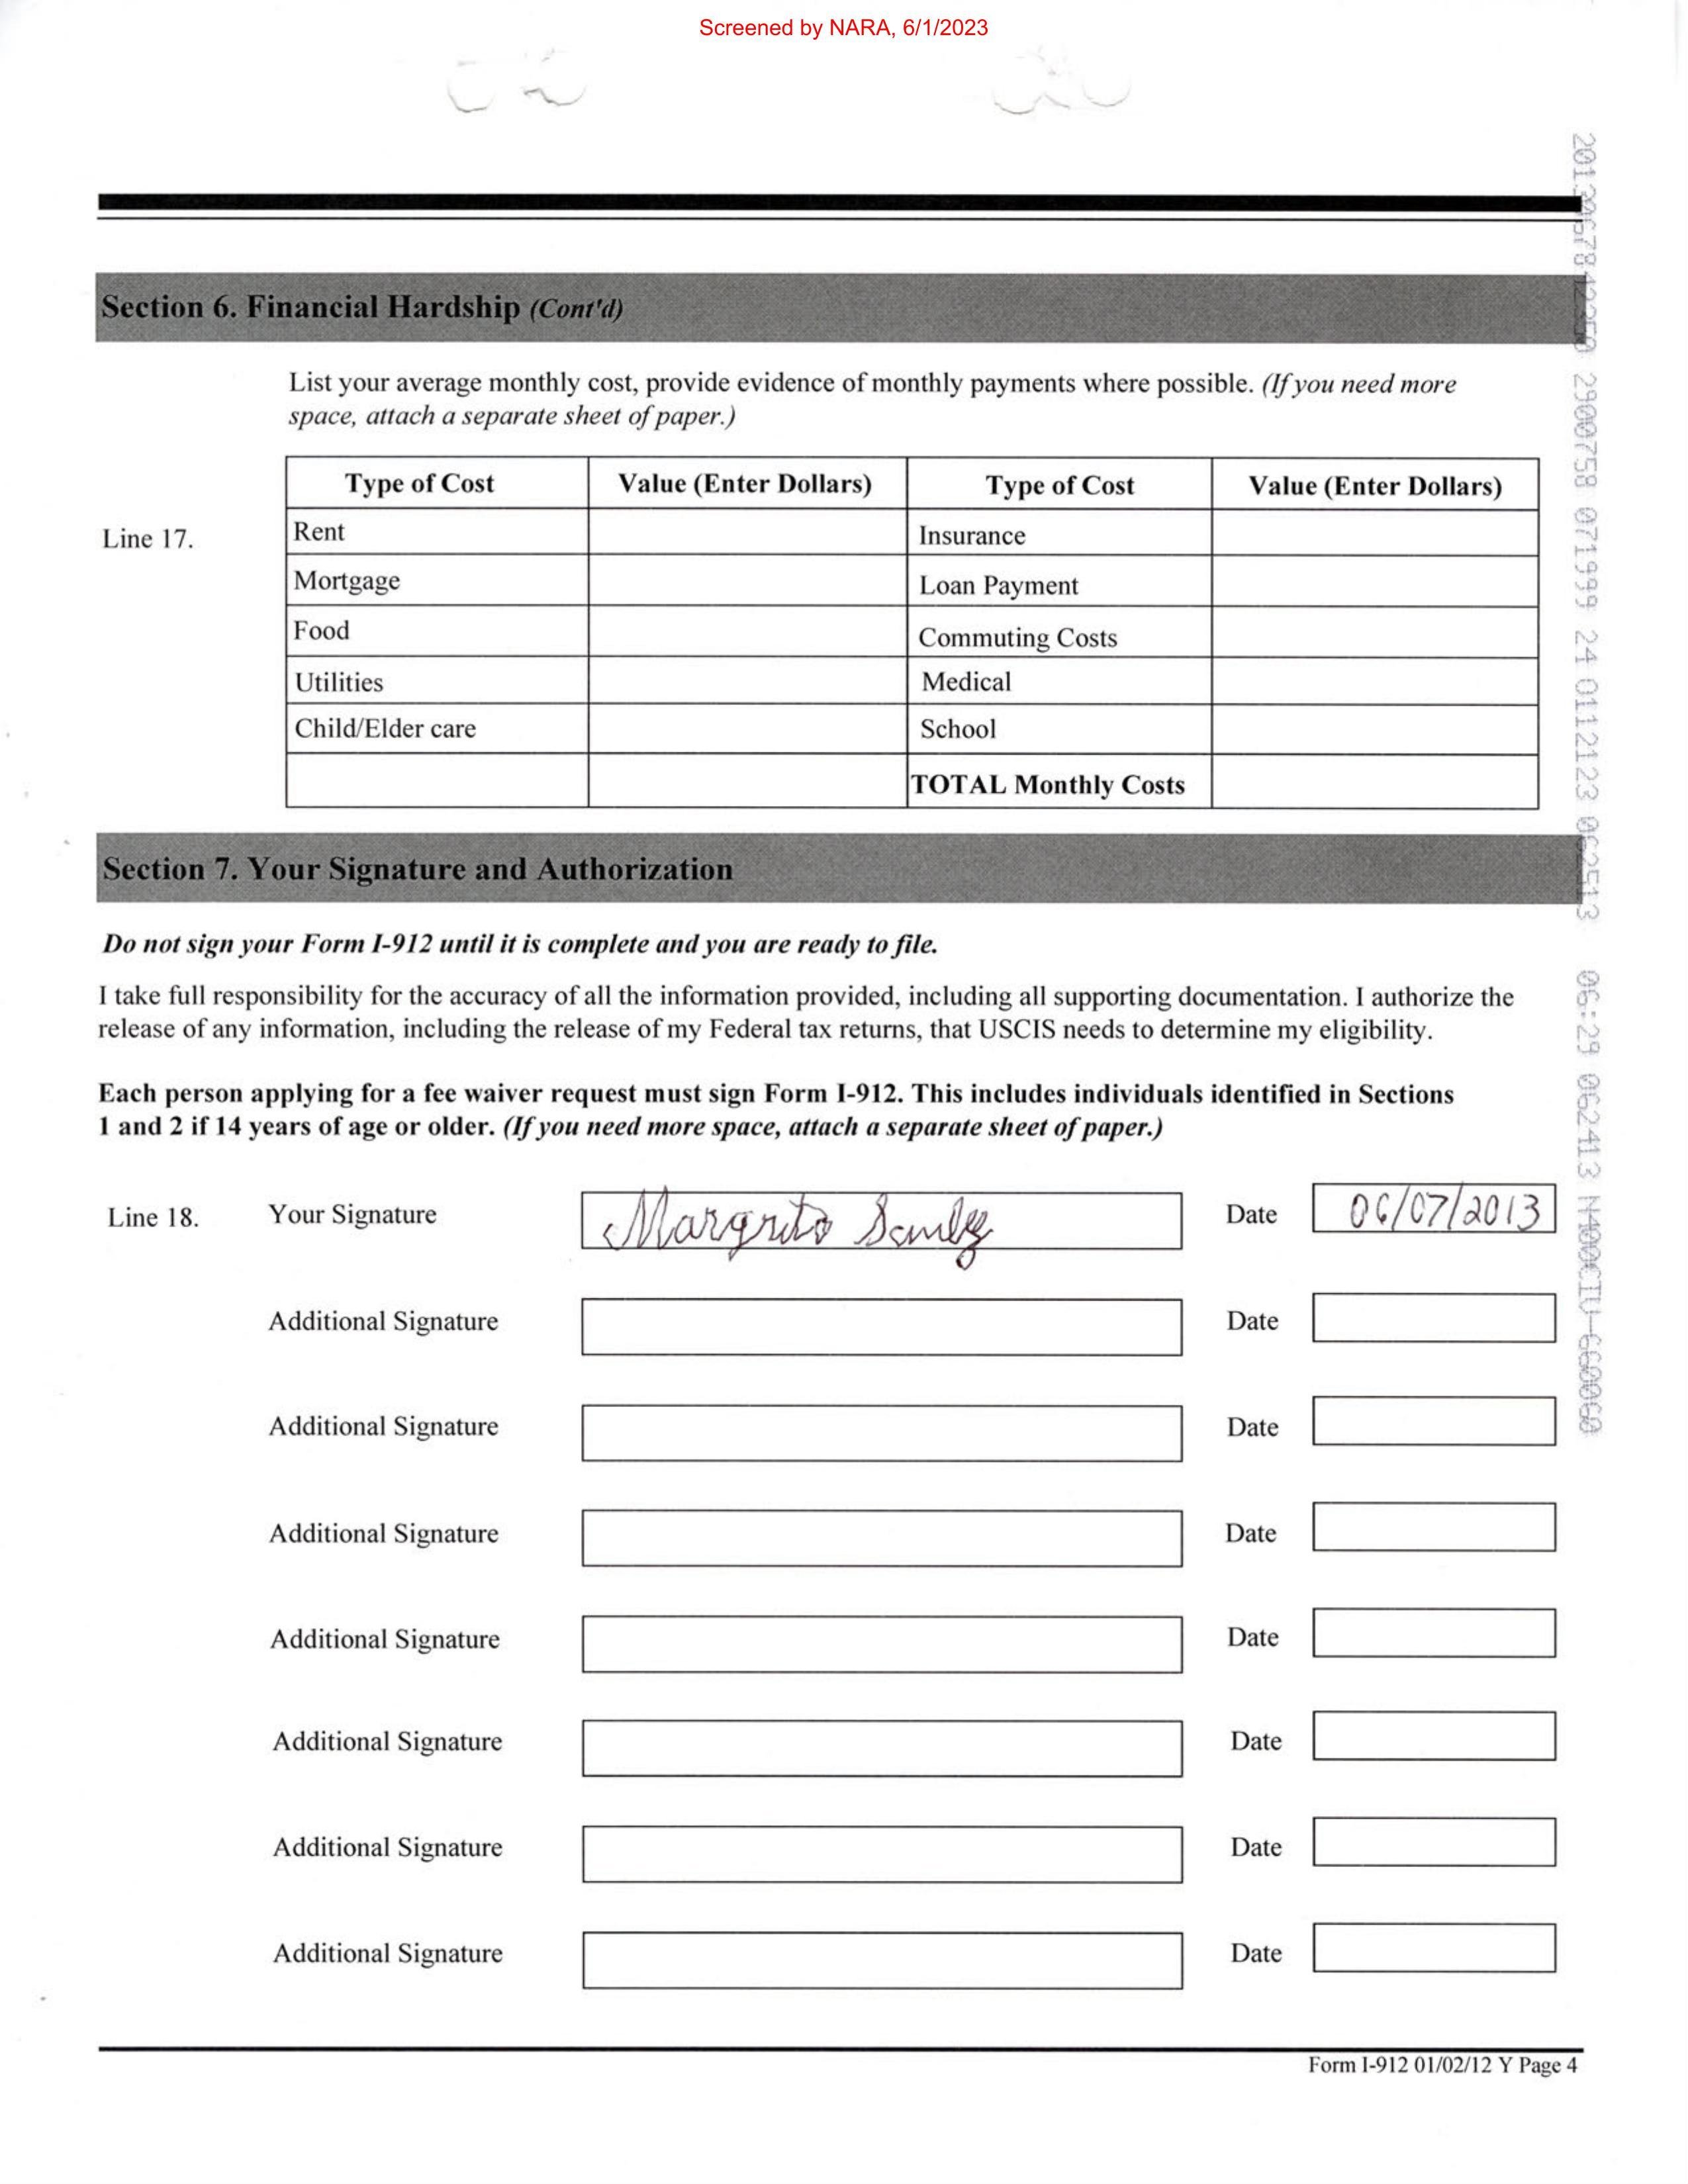 Screened by NARA, 6/1/2023
Section 6. Financial Hardship (Cont'd)
List your average monthly cost, provide evidence of monthly payments where possible. (If you need more
space, attach a separate sheet of paper.)
Type of Cost Value (Enter Dollars) Type of Cost Value (Enter Dollars)
Line 17. Rent Insurance
Mortgage Loan Payment
Food Commuting Costs
Utilities Medical
Child/Elder care School
TOTAL Monthly Costs
Section 7. Your Signature and Authorization
Do not sign your Form I-912 until it is complete and you are ready to file.
I take full responsibility for the accuracy of all the information provided, including all supporting documentation. I authorize the
release of any information, including the release of my Federal tax returns, that USCIS needs to determine my eligibility.
Each person applying for a fee waiver request must sign Form I-912. This includes individuals identified in Sections
1 and 2 if 14 years of age or older. (If you need more space, attach a separate sheet of paper.)
Line 18. Your Signature Margrito Date 06/07/2013
Additional Signature Date
Additional Signature Date
Additional Signature Date
Additional Signature Date
Additional Signature Date
Additional Signature Date
Additional Signature Date
Form I-912 01/02/12 Y Page 4
2900758 071999 24 0112123 062513 06:29 062413